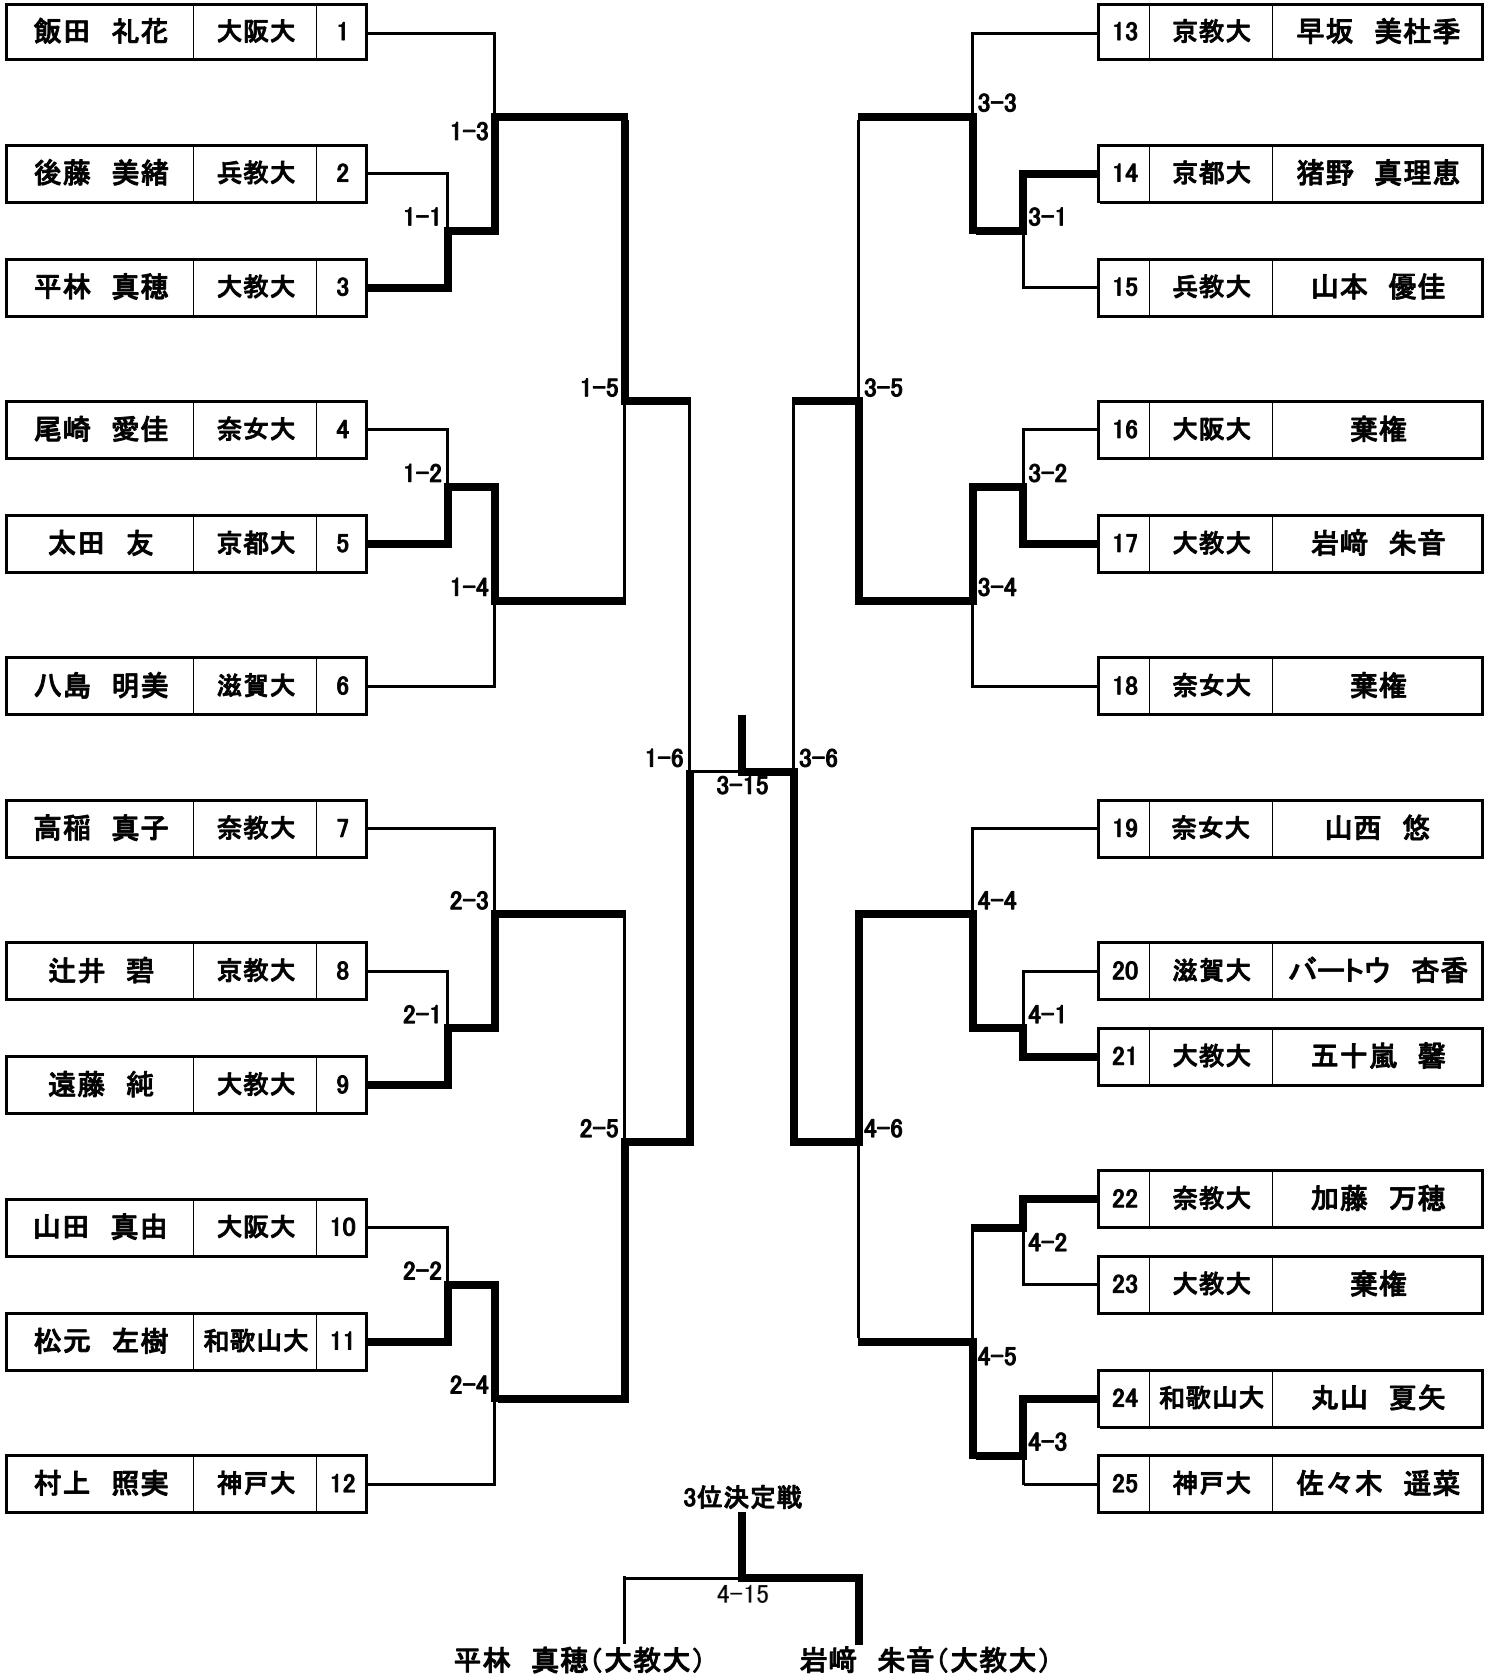 飯田　礼花 大阪大 1
1-3
後藤　美緒 兵教大 2
1-1
平林　真穂 大教大 3
1-5
尾崎　愛佳 奈女大 4
1-2
太田　友 京都大 5
1-4
八島　明美 滋賀大 6
1-6
高稲　真子 奈教大 7
2-3
辻井　碧 京教大 8
2-1
遠藤　純 大教大 9
2-5
山田　真由 大阪大 10
2-2
松元　左樹 和歌山大 11
2-4
村上　照実 神戸大 12
3-15
13 京教大 早坂　美杜季
3-3
14 京都大 猪野　真理恵
3-1
15 兵教大 山本　優佳
3-5
16 大阪大 棄権
3-2
17 大教大 岩﨑　朱音
3-4
18 奈女大 棄権
3-6
19 奈女大 山西　悠
4-4
20 滋賀大 バートウ　杏香
4-1
21 大教大 五十嵐　馨
4-6
22 奈教大 加藤　万穂
4-2
23 大教大 棄権
4-5
24 和歌山大 丸山　夏矢
4-3
25 神戸大 佐々木　遥菜
3位決定戦
4-15
平林　真穂（大教大） 岩﨑　朱音（大教大）